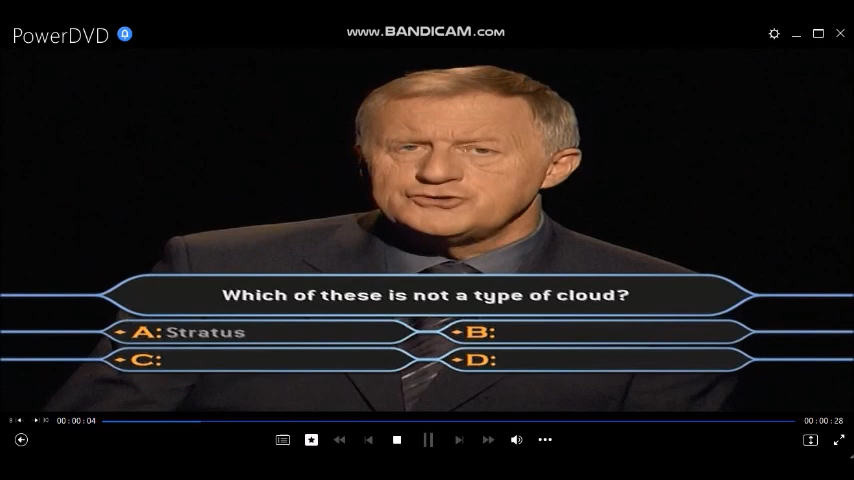 PowerDVD
www.BANDICAM.com
Which of these is not a type of cloud?
A: Stratus
B:
C:
D:
00:00:04
00:00:28